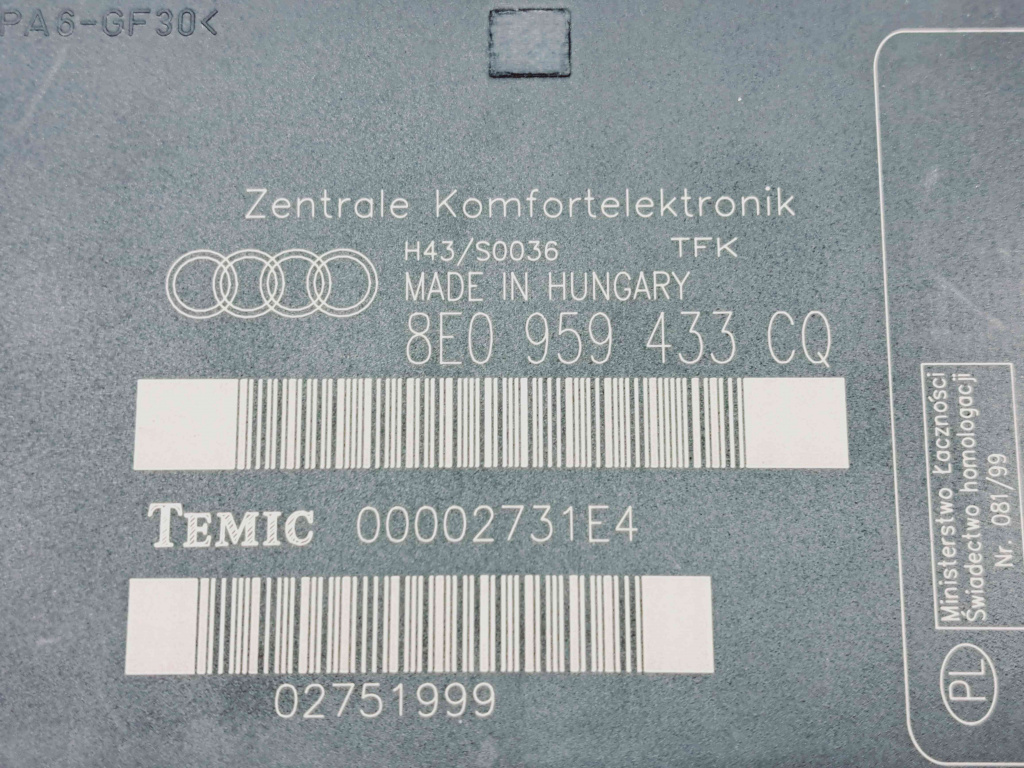 PA6-GF30<
Zentrale Komfortelektronik
H43/S0036 TFK
MADE IN HUNGARY
8E0 959 433 CQ
TEMIC 00002731E4
02751999
Ministerstwo Łączności
Świadectwo homologacji
Nr. 081/99
PL